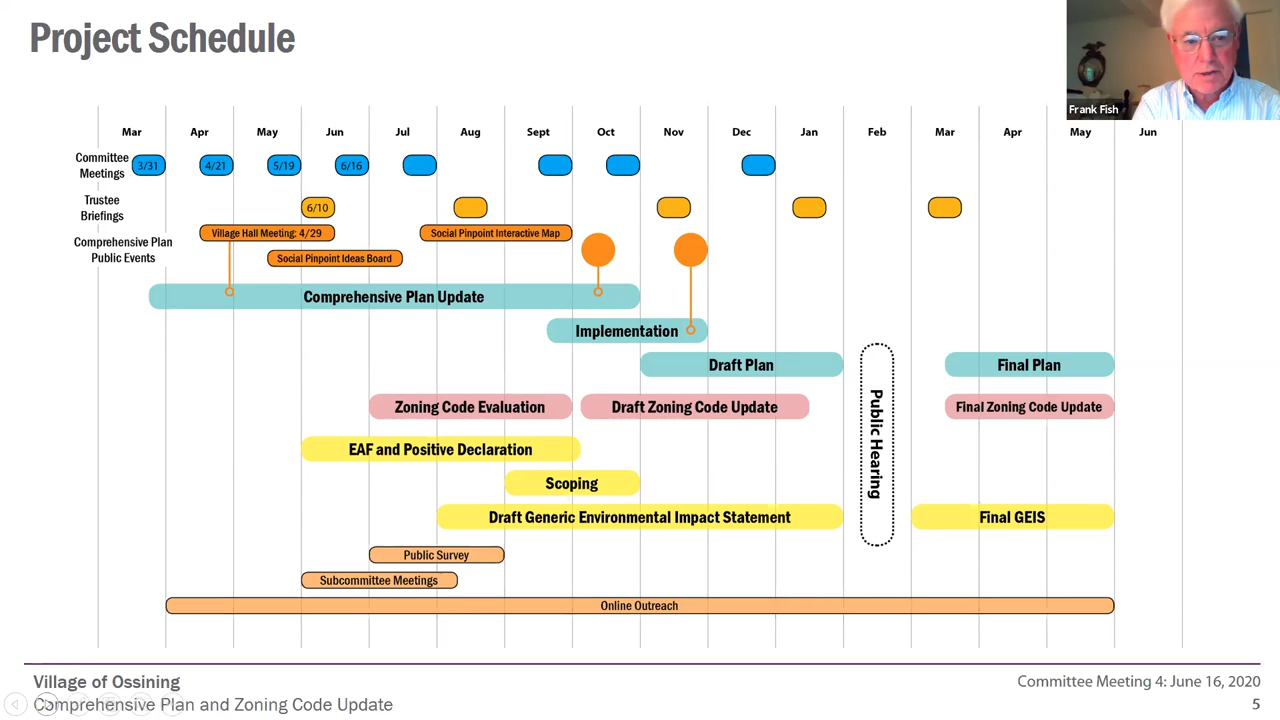 Project Schedule
Frank Fish
Mar Apr May Jun Jul Aug Sept Oct Nov Dec Jan Feb Mar Apr May Jun
Committee
Meetings
3/31 4/21 5/19 6/16
Trustee
Briefings
6/10
Comprehensive Plan
Public Events
Village Hall Meeting: 4/29
Social Pinpoint Interactive Map
Social Pinpoint Ideas Board
Comprehensive Plan Update
Implementation
Draft Plan
Final Plan
Public Hearing
Zoning Code Evaluation
Draft Zoning Code Update
Final Zoning Code Update
EAF and Positive Declaration
Scoping
Draft Generic Environmental Impact Statement
Final GEIS
Public Survey
Subcommittee Meetings
Online Outreach
Village of Ossining
Comprehensive Plan and Zoning Code Update
Committee Meeting 4: June 16, 2020
5